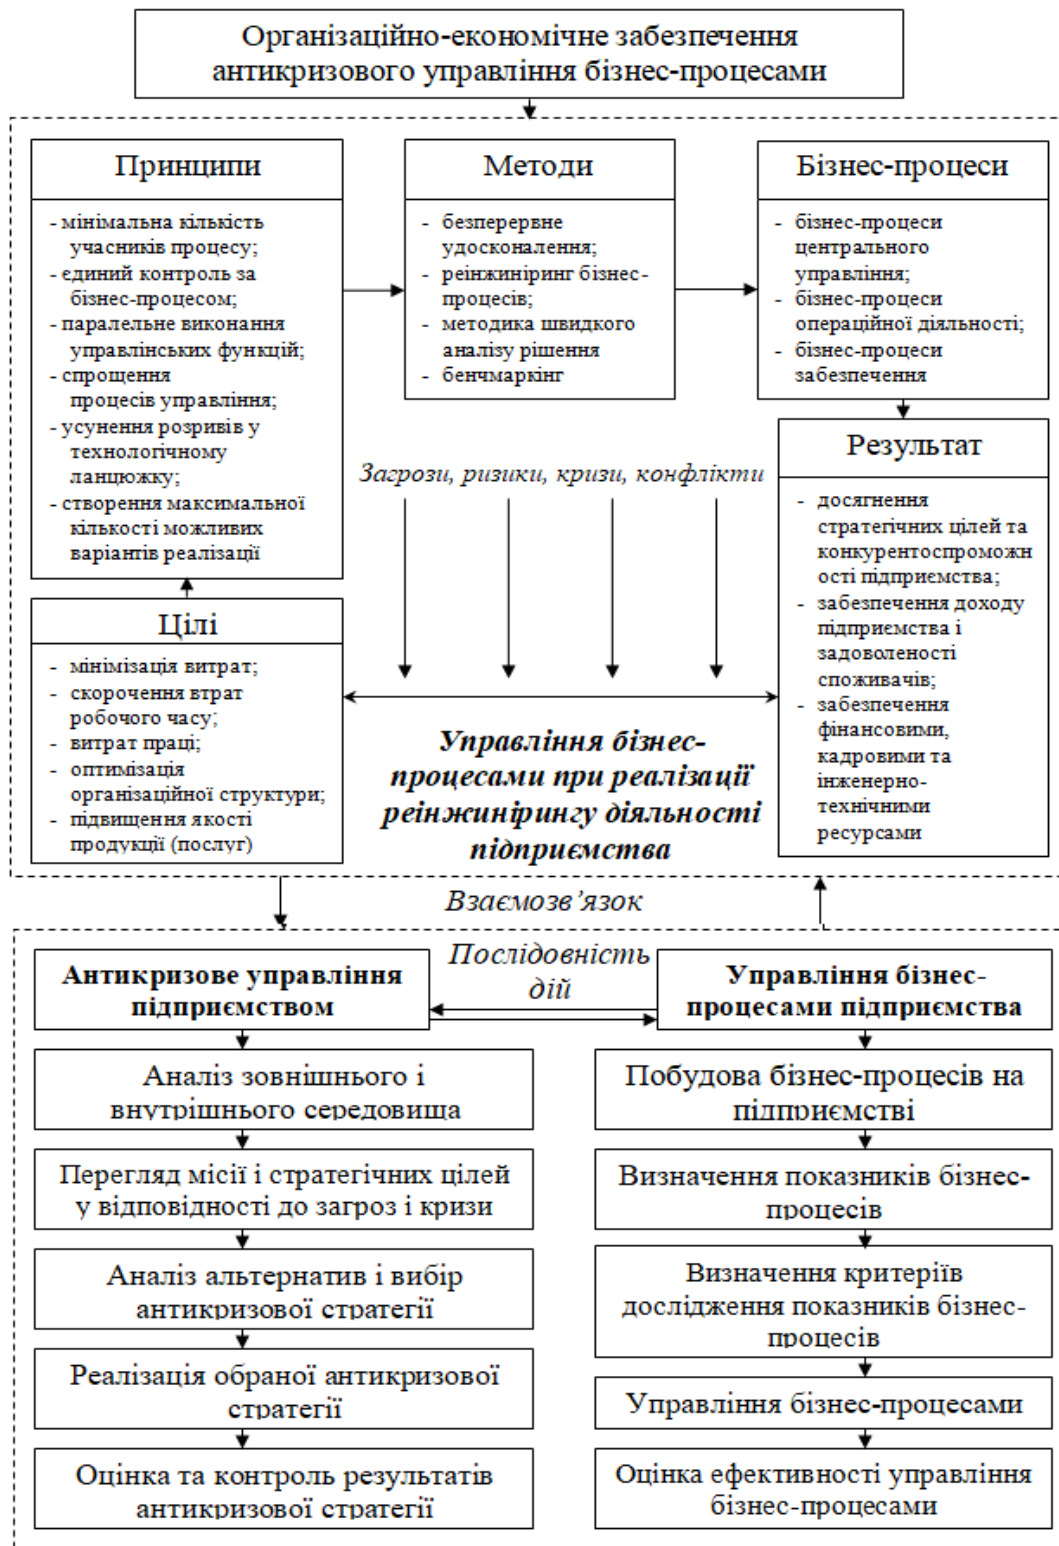 Організаційно-економічне забезпечення
антикризового управління бізнес-процесами
Принципи
- мінімальна кількість
учасників процесу;
- єдиний контроль за
бізнес-процесом;
- паралельне виконання
управлінських функцій;
- спрощення
процесів управління;
- усунення розривів у
технологічному
ланцюжку;
- створення максимальної
кількості можливих
варіантів реалізації
Методи
- безперервне
удосконалення;
- реінжиніринг бізнес-
процесів;
- методика швидкого
аналізу рішення
- бенчмаркінг
Бізнес-процеси
- бізнес-процеси
центрального
управління;
- бізнес-процеси
операційної діяльності;
- бізнес-процеси
забезпечення
Результат
- досягнення
стратегічних цілей та
конкурентоспроможн
ості підприємства;
- забезпечення доходу
підприємства і
задоволеності
споживачів;
- забезпечення
фінансовими,
кадровими та
інженерно-
технічними
ресурсами
Загрози, ризики, кризи, конфлікти
Цілі
- мінімізація витрат;
- скорочення втрат
робочого часу;
- витрат праці;
- оптимізація
організаційної структури;
- підвищення якості
продукції (послуг)
Управління бізнес-
процесами при реалізації
реінжинірингу діяльності
підприємства
Взаємозв’язок
Послідовність
дій
Антикризове управління
підприємством
Аналіз зовнішнього і
внутрішнього середовища
Перегляд місії і стратегічних цілей
у відповідності до загроз і кризи
Аналіз альтернатив і вибір
антикризової стратегії
Реалізація обраної антикризової
стратегії
Оцінка та контроль результатів
антикризової стратегії
Управління бізнес-
процесами підприємства
Побудова бізнес-процесів на
підприємстві
Визначення показників бізнес-
процесів
Визначення критеріїв
дослідження показників бізнес-
процесів
Управління бізнес-процесами
Оцінка ефективності управління
бізнес-процесами